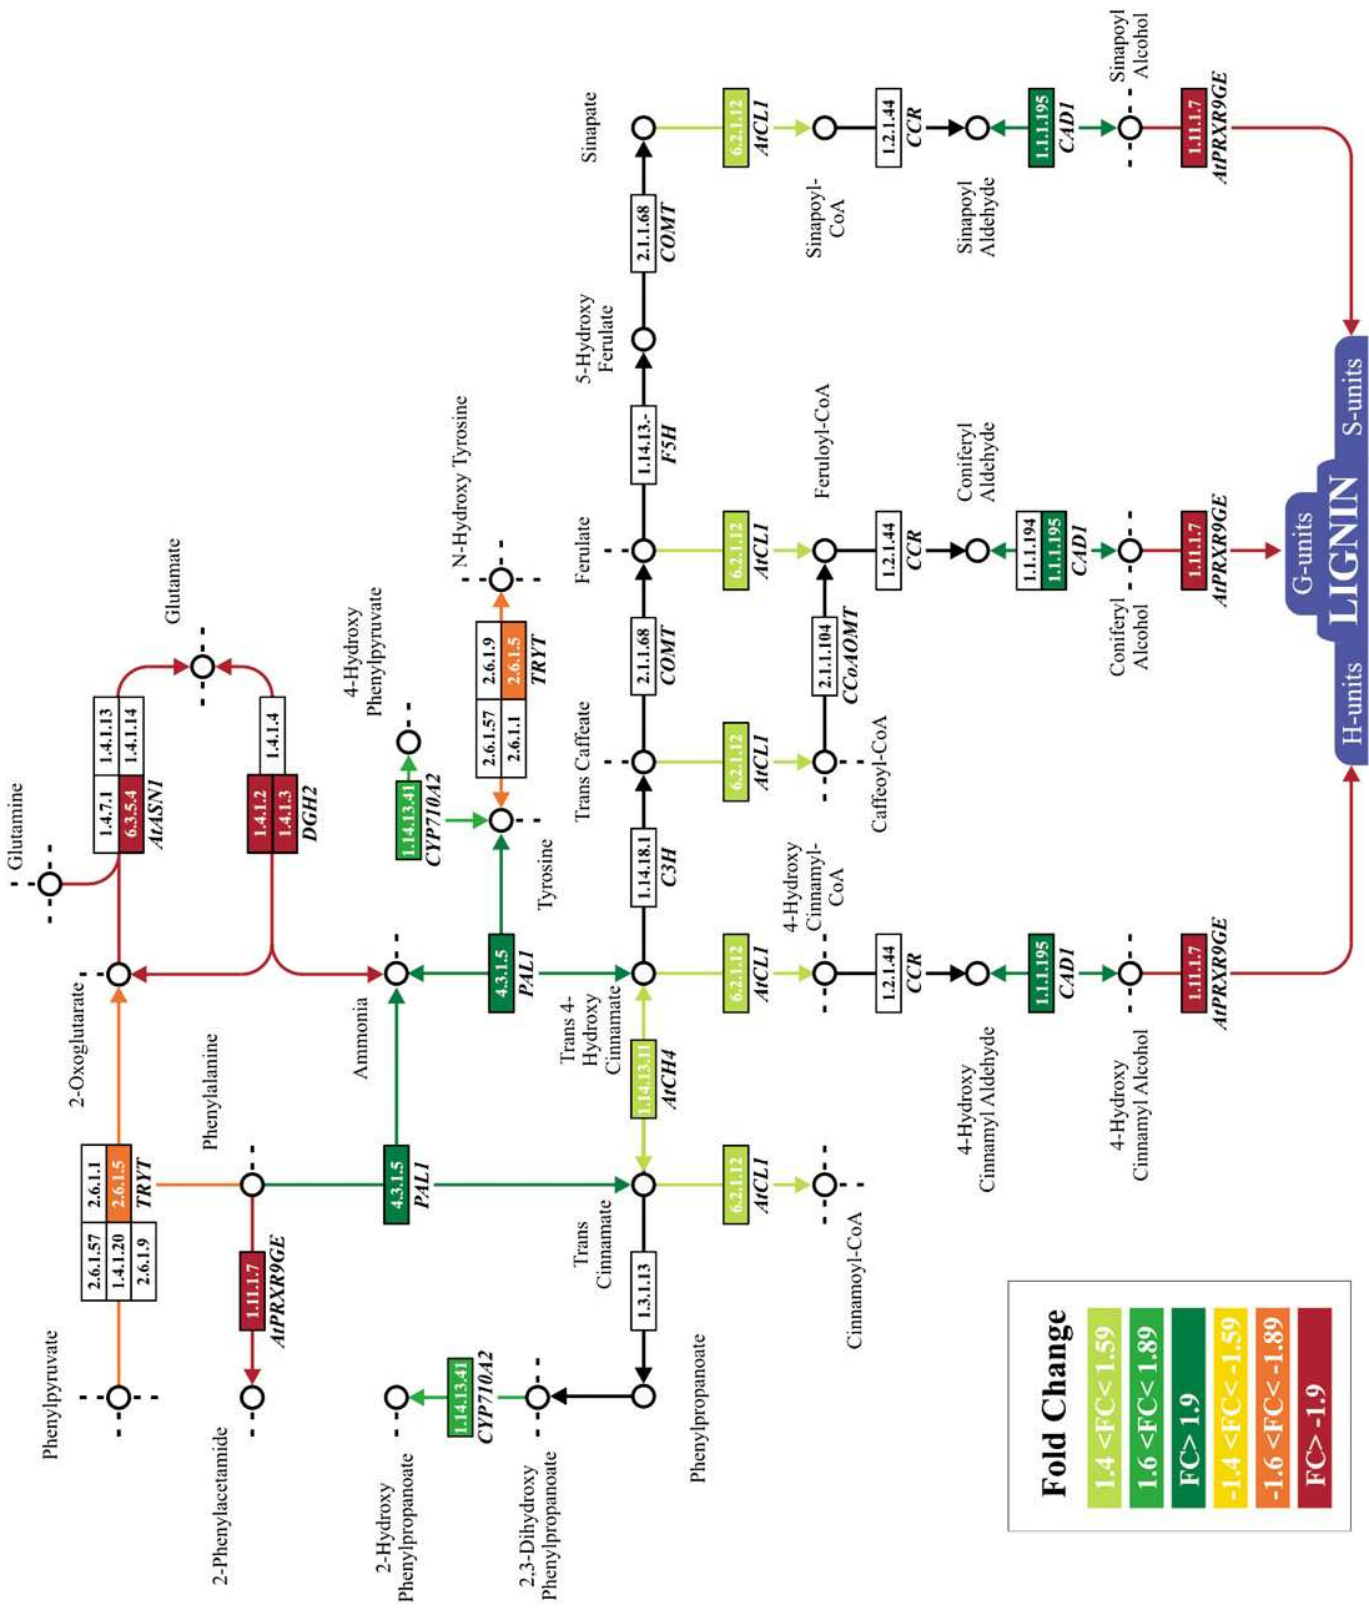 Phenylpyruvate
2-Oxoglutarate
Glutamine
Glutamate
2.6.1.57
2.6.1.1
1.4.1.20
2.6.1.5
2.6.1.9
TRYT
1.4.7.1
1.4.1.13
6.3.5.4
1.4.1.14
AtASN1
1.4.1.2
1.4.1.4
1.4.1.3
DGH2
2-Phenylacetamide
1.11.1.7
AtPRXR9GE
Phenylalanine
Ammonia
4-Hydroxy
Phenylpyruvate
1.14.13.41
CYP710A2
N-Hydroxy Tyrosine
2.6.1.57
2.6.1.9
2.6.1.1
2.6.1.5
TRYT
Tyrosine
4.3.1.5
PAL1
4.3.1.5
PAL1
2-Hydroxy
Phenylpropanoate
1.14.13.41
CYP710A2
2,3-Dihydroxy
Phenylpropanoate
Phenylpropanoate
1.3.1.13
Trans
Cinnamate
1.14.13.11
AtCH4
Trans 4-
Hydroxy
Cinnamate
1.14.18.1
C3H
Trans Caffeate
2.1.1.68
COMT
Ferulate
1.14.13.-
F5H
5-Hydroxy
Ferulate
2.1.1.68
COMT
Sinapate
6.2.1.12
AtCL1
6.2.1.12
AtCL1
6.2.1.12
AtCL1
6.2.1.12
AtCL1
6.2.1.12
AtCL1
Cinnamoyl-CoA
4-Hydroxy
Cinnamyl-
CoA
Caffeoyl-CoA
2.1.1.104
CCoAOMT
Feruloyl-CoA
Sinapoyl-
CoA
1.2.1.44
CCR
1.2.1.44
CCR
1.2.1.44
CCR
4-Hydroxy
Cinnamyl Aldehyde
Coniferyl
Aldehyde
Sinapoyl
Aldehyde
1.1.1.195
CAD1
1.1.1.194
1.1.1.195
CAD1
1.1.1.195
CAD1
4-Hydroxy
Cinnamyl Alcohol
Coniferyl
Alcohol
Sinapoyl
Alcohol
1.11.1.7
AtPRXR9GE
1.11.1.7
AtPRXR9GE
1.11.1.7
AtPRXR9GE
G-units
H-units
LIGNIN
S-units
Fold Change
1.4 <FC< 1.59
1.6 <FC< 1.89
FC> 1.9
-1.4 <FC< -1.59
-1.6 <FC< -1.89
FC> -1.9